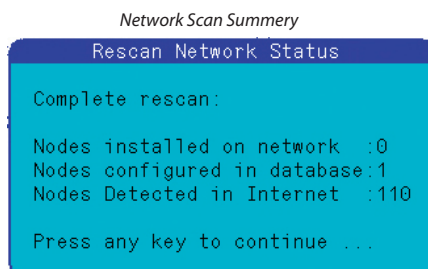 Network Scan Summery
Rescan Network Status
Complete rescan:
Nodes installed on network :0
Nodes configured in database:1
Nodes Detected in Internet :110
Press any key to continue ...